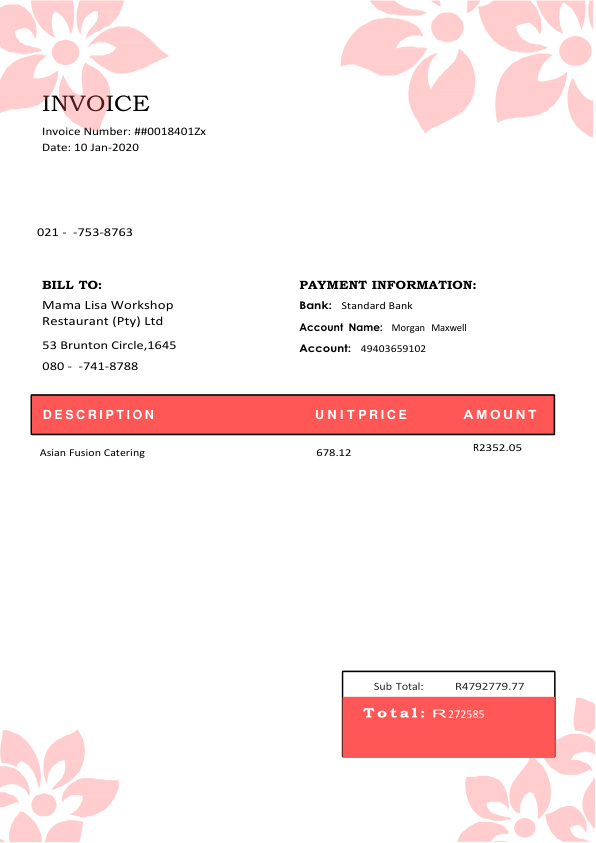 INVOICE
Invoice Number: ##0018401Zx
Date: 10 Jan-2020
021 -  -753-8763
BILL TO:
Mama Lisa Workshop
Restaurant (Pty) Ltd
53 Brunton Circle,1645
080 -  -741-8788
PAYMENT INFORMATION:
Bank: Standard Bank
Account Name: Morgan Maxwell
Account: 49403659102
DESCRIPTION UNITPRICE AMOUNT
Asian Fusion Catering 678.12 R2352.05
Sub Total: R4792779.77
Total: R272585